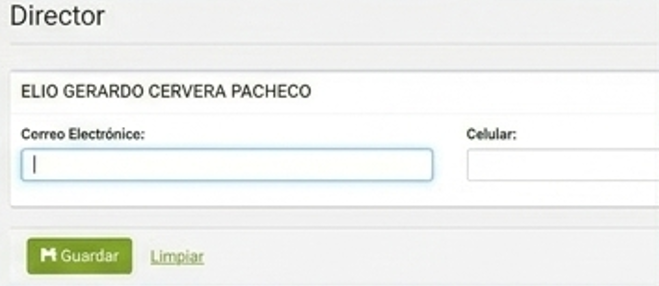 Director
ELIO GERARDO CERVERA PACHECO
Correo Electrónico:
Celular:
Guardar
Limpiar